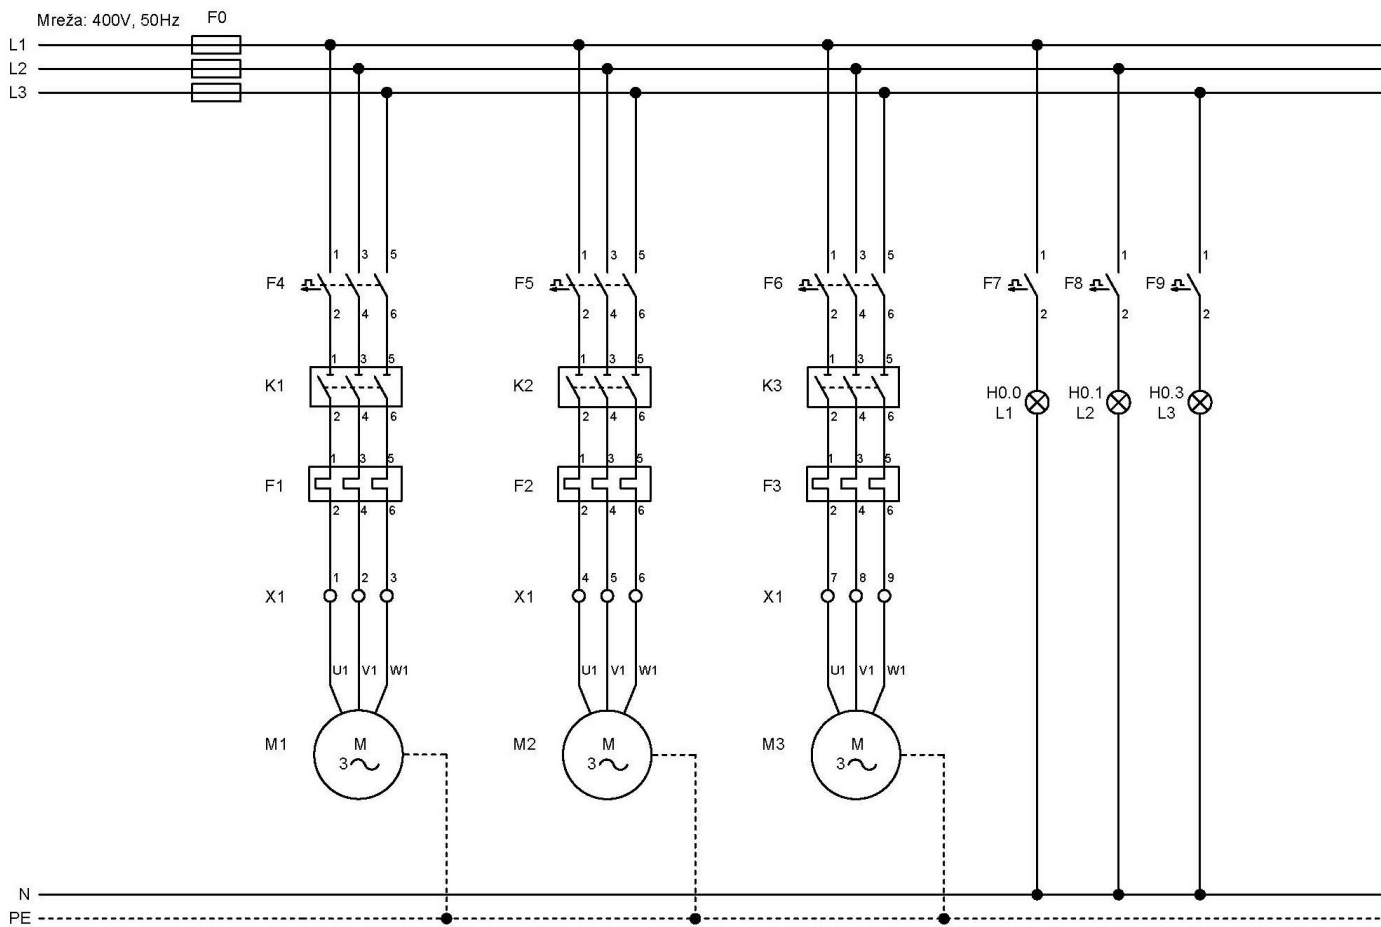 Mreža: 400V, 50Hz F0
L1
L2
L3
1 3 5 1 3 5 1 3 5 1 1 1
F4 F5 F6 F7 F8 F9
2 4 6 2 4 6 2 4 6 2 2 2
1 3 5 1 3 5 1 3 5
K1 K2 K3 H0.0 H0.1 H0.3
L1 L2 L3
2 4 6 2 4 6 2 4 6
1 3 5 1 3 5 1 3 5
F1 F2 F3
2 4 6 2 4 6 2 4 6
1 2 3 4 5 6 7 8 9
X1 X1 X1
U1 V1 W1 U1 V1 W1 U1 V1 W1
M1 M M2 M M3 M
3 3 3
N
PE